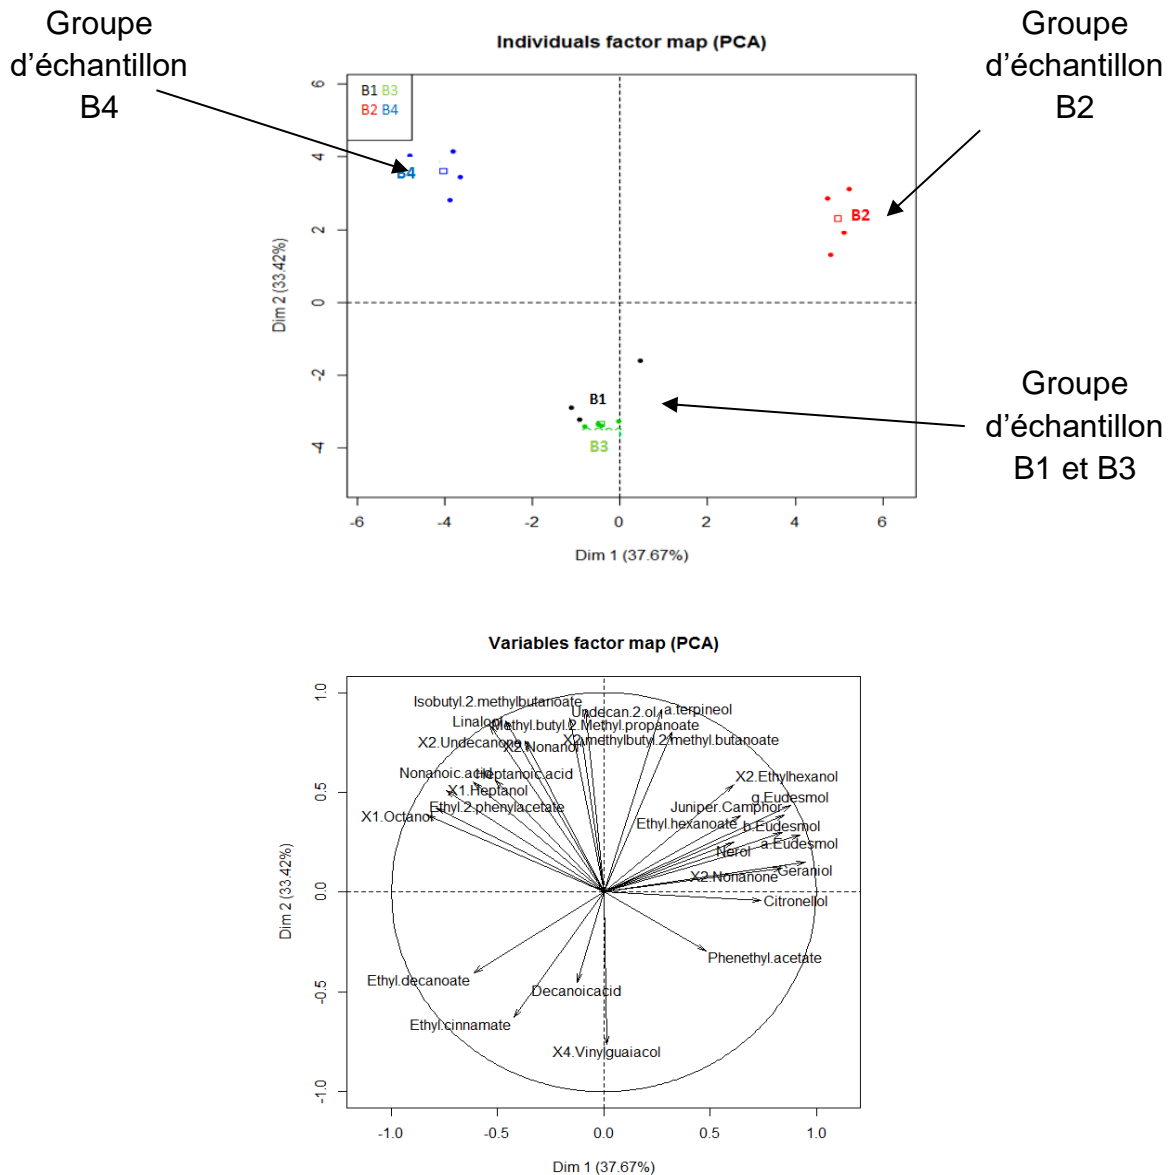 Groupe
d'échantillon
B4
Groupe
d'échantillon
B2
Individuals factor map (PCA)
B1 B3
B2 B4
B4
B2
B1
B3
Groupe
d'échantillon
B1 et B3
6
4
2
0
-2
-4
Dim 2 (33.42%)
-6 -4 -2 0 2 4 6
Dim 1 (37.67%)
Variables factor map (PCA)
Isobutyl.2.methylbutanoate
Undecan.2.ol
a.terpineol
Linalool
Methyl.butyl.2.Methyl.propanoate
X2.Undecanone
X2.Nonanol
X2.methylbutyl.2.methyl.butanoate
Nonanoic.acid
Heptanoic.acid
X2.Ethylhexanol
X1.Heptanol
g.Eudesmol
Ethyl.2.phenylacetate
Juniper.Camphor
X1.Octanol
Ethyl.hexanoate
b.Eudesmol
a.Eudesmol
Nerol
X2.Nonanone
Geraniol
Citronellol
Phenethyl.acetate
Ethyl.decanoate
Decanoicacid
Ethyl.cinnamate
X4.Vinylguaiacol
1.0
0.5
0.0
-0.5
-1.0
Dim 2 (33.42%)
-1.0 -0.5 0.0 0.5 1.0
Dim 1 (37.67%)